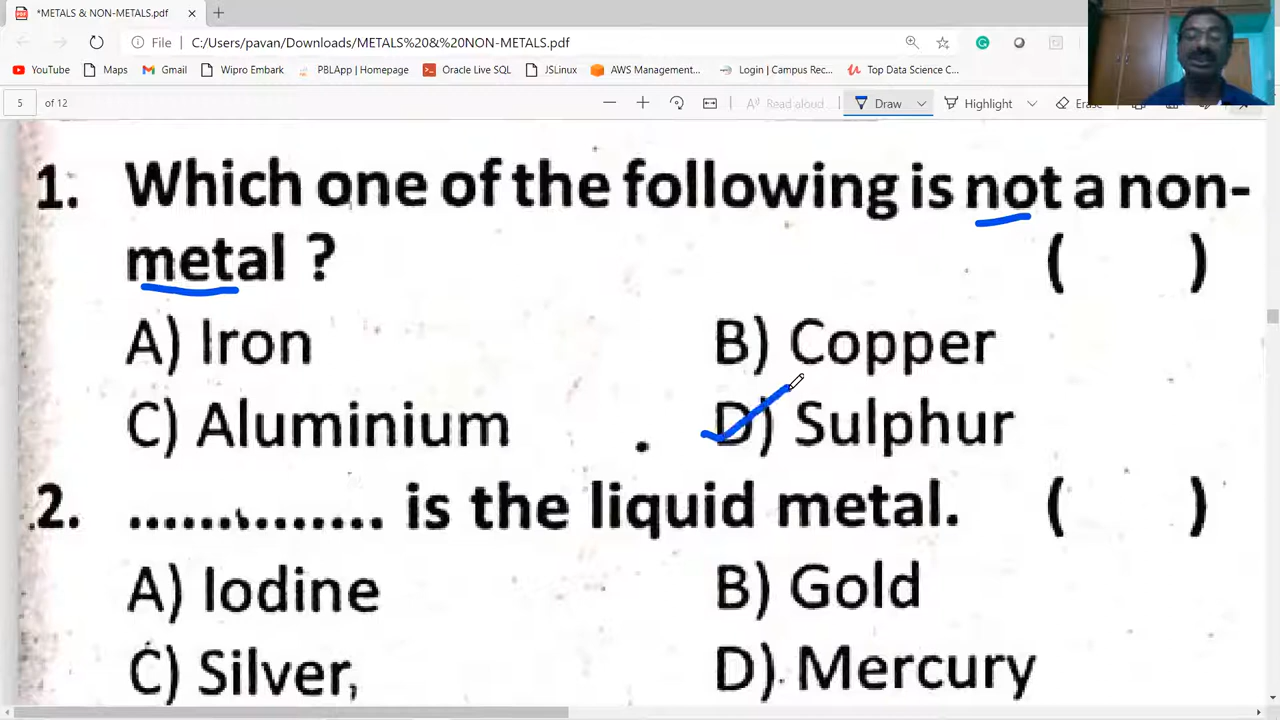 *METALS & NON-METALS.pdf
File C:/Users/pavan/Downloads/METALS%20&%20NON-METALS.pdf
YouTube Maps Gmail Wipro Embark PBLApp | Homepage Oracle Live SQL JSLinux AWS Management... Login | Campus Rec... Top Data Science C...
5 of 12 Read aloud Draw Highlight Erase
1. Which one of the following is not a non-
metal ? ( )
A) Iron B) Copper
C) Aluminium D) Sulphur
2. .............. is the liquid metal. ( )
A) Iodine B) Gold
C) Silver, D) Mercury